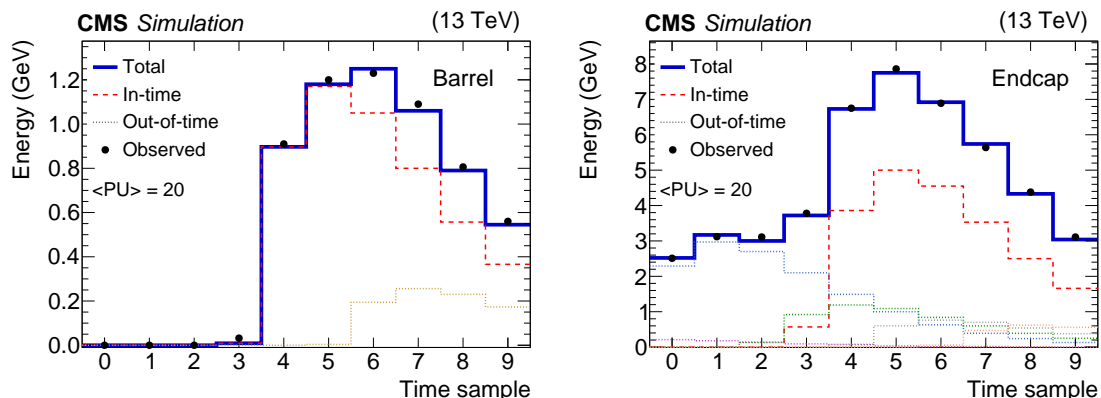 CMS Simulation (13 TeV)
Energy (GeV)
1.2
1.0
0.8
0.6
0.4
0.2
0.0
Total
In-time
Out-of-time
Observed
<PU> = 20
Barrel
0 1 2 3 4 5 6 7 8 9
Time sample
CMS Simulation (13 TeV)
Energy (GeV)
8
7
6
5
4
3
2
1
0
Total
In-time
Out-of-time
Observed
<PU> = 20
Endcap
0 1 2 3 4 5 6 7 8 9
Time sample